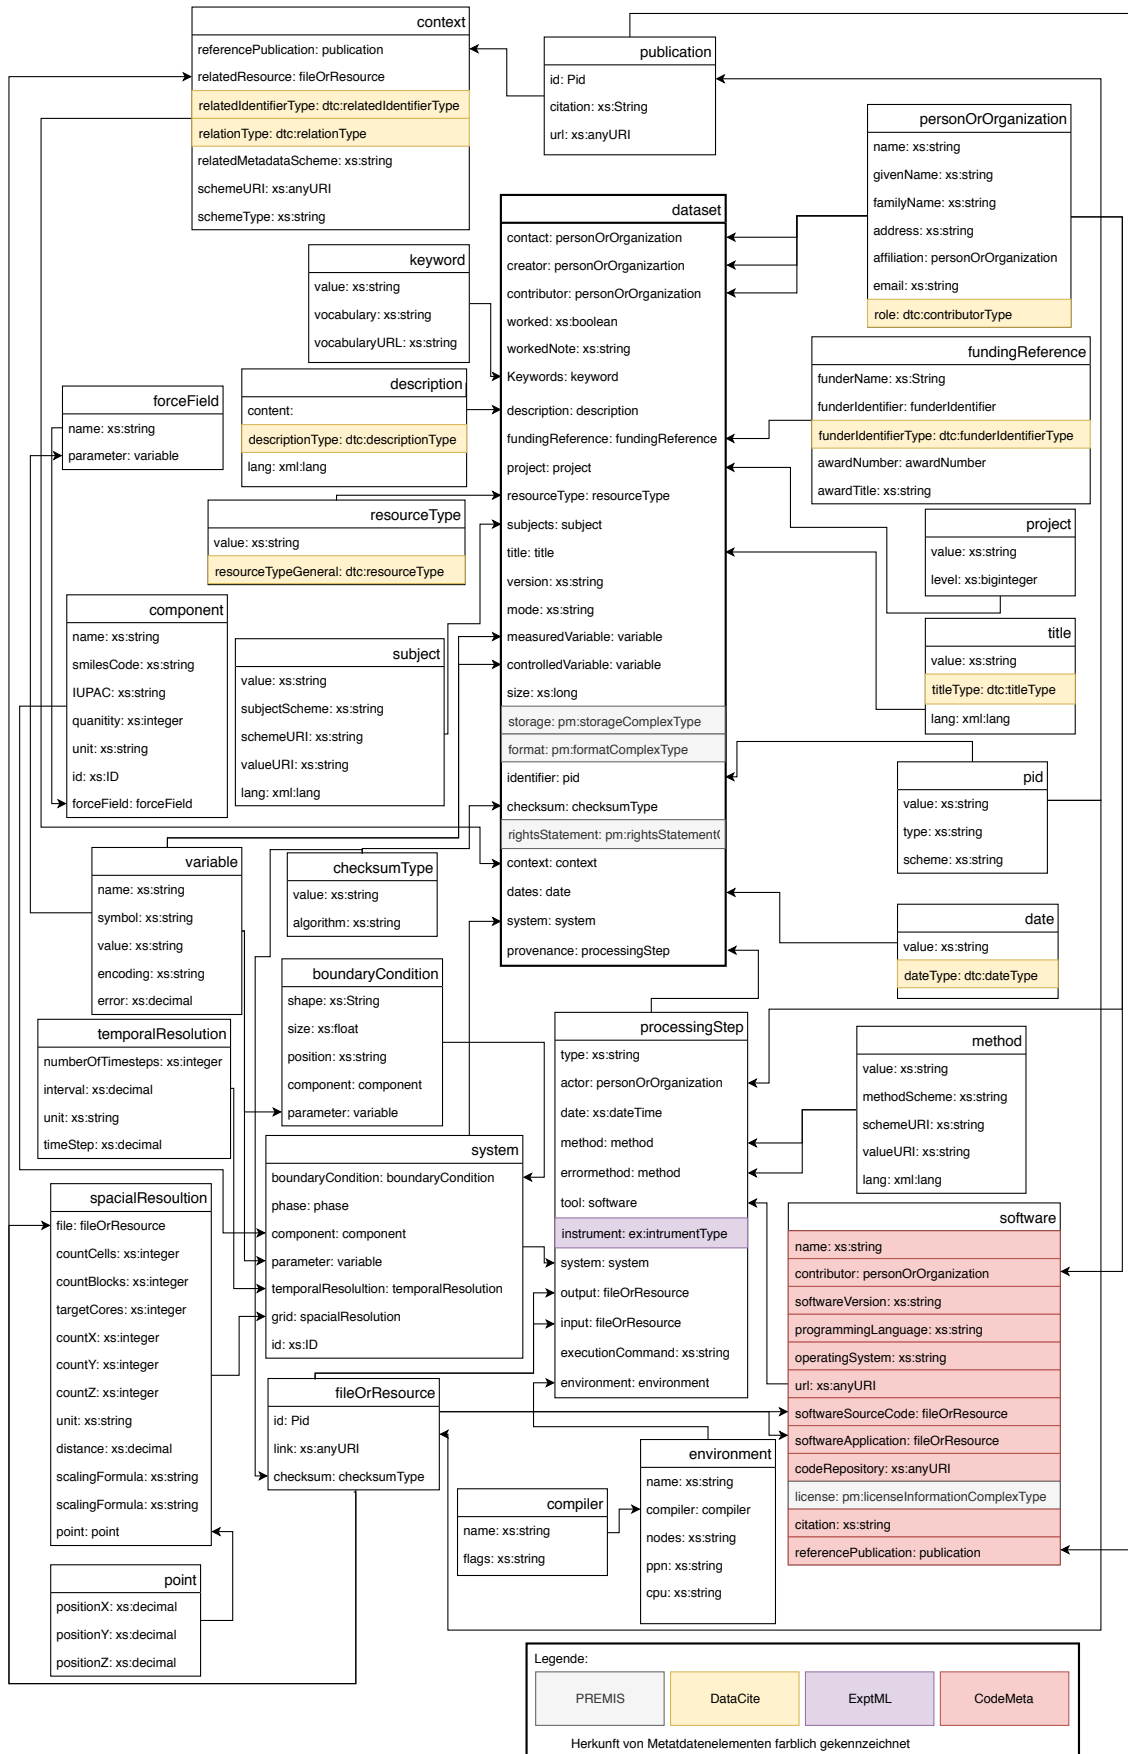 context
referencePublication: publication
relatedResource: fileOrResource
relatedIdentifierType: dtc:relatedIdentifierType
relationType: dtc:relationType
relatedMetadataScheme: xs:string
schemeURI: xs:anyURI
schemeType: xs:string
publication
id: Pid
citation: xs:String
url: xs:anyURI
personOrOrganization
name: xs:string
givenName: xs:string
familyName: xs:string
address: xs:string
affiliation: personOrOrganization
email: xs:string
role: dtc:contributorType
dataset
contact: personOrOrganization
creator: personOrOrganizartion
contributor: personOrOrganization
worked: xs:boolean
workedNote: xs:string
Keywords: keyword
description: description
fundingReference: fundingReference
project: project
resourceType: resourceType
subjects: subject
title: title
version: xs:string
mode: xs:string
measuredVariable: variable
controlledVariable: variable
size: xs:long
storage: pm:storageComplexType
format: pm:formatComplexType
identifier: pid
checksum: checksumType
rightsStatement: pm:rightsStatement(
context: context
dates: date
system: system
provenance: processingStep
keyword
value: xs:string
vocabulary: xs:string
vocabularyURL: xs:string
fundingReference
funderName: xs:String
funderIdentifier: funderIdentifier
funderIdentifierType: dtc:funderIdentifierType
awardNumber: awardNumber
awardTitle: xs:string
description
content:
descriptionType: dtc:descriptionType
lang: xml:lang
forceField
name: xs:string
parameter: variable
resourceType
value: xs:string
resourceTypeGeneral: dtc:resourceType
project
value: xs:string
level: xs:biginteger
component
name: xs:string
smilesCode: xs:string
IUPAC: xs:string
quanitity: xs:integer
unit: xs:string
id: xs:ID
forceField: forceField
subject
value: xs:string
subjectScheme: xs:string
schemeURI: xs:string
valueURI: xs:string
lang: xml:lang
title
value: xs:string
titleType: dtc:titleType
lang: xml:lang
pid
value: xs:string
type: xs:string
scheme: xs:string
variable
name: xs:string
symbol: xs:string
value: xs:string
encoding: xs:string
error: xs:decimal
checksumType
value: xs:string
algorithm: xs:string
date
value: xs:string
dateType: dtc:dateType
boundaryCondition
shape: xs:String
size: xs:float
position: xs:string
component: component
parameter: variable
temporalResolution
numberOfTimesteps: xs:integer
interval: xs:decimal
unit: xs:string
timeStep: xs:decimal
processingStep
type: xs:string
actor: personOrOrganization
date: xs:dateTime
method: method
errormethod: method
tool: software
instrument: ex:intrumentType
system: system
output: fileOrResource
input: fileOrResource
executionCommand: xs:string
environment: environment
method
value: xs:string
methodScheme: xs:string
schemeURI: xs:string
valueURI: xs:string
lang: xml:lang
system
boundaryCondition: boundaryCondition
phase: phase
component: component
parameter: variable
temporalResolultion: temporalResolution
grid: spacialResolution
id: xs:ID
spacialResoultion
file: fileOrResource
countCells: xs:integer
countBlocks: xs:integer
targetCores: xs:integer
countX: xs:integer
countY: xs:integer
countZ: xs:integer
unit: xs:string
distance: xs:decimal
scalingFormula: xs:string
scalingFormula: xs:string
point: point
software
name: xs:string
contributor: personOrOrganization
softwareVersion: xs:string
programmingLanguage: xs:string
operatingSystem: xs:string
url: xs:anyURI
softwareSourceCode: fileOrResource
softwareApplication: fileOrResource
codeRepository: xs:anyURI
license: pm:licenseInformationComplexType
citation: xs:string
referencePublication: publication
fileOrResource
id: Pid
link: xs:anyURI
checksum: checksumType
environment
name: xs:string
compiler: compiler
nodes: xs:string
ppn: xs:string
cpu: xs:string
compiler
name: xs:string
flags: xs:string
point
positionX: xs:decimal
positionY: xs:decimal
positionZ: xs:decimal
Legende:
PREMIS
DataCite
ExptML
CodeMeta
Herkunft von Metatdatenelementen farblich gekennzeichnet